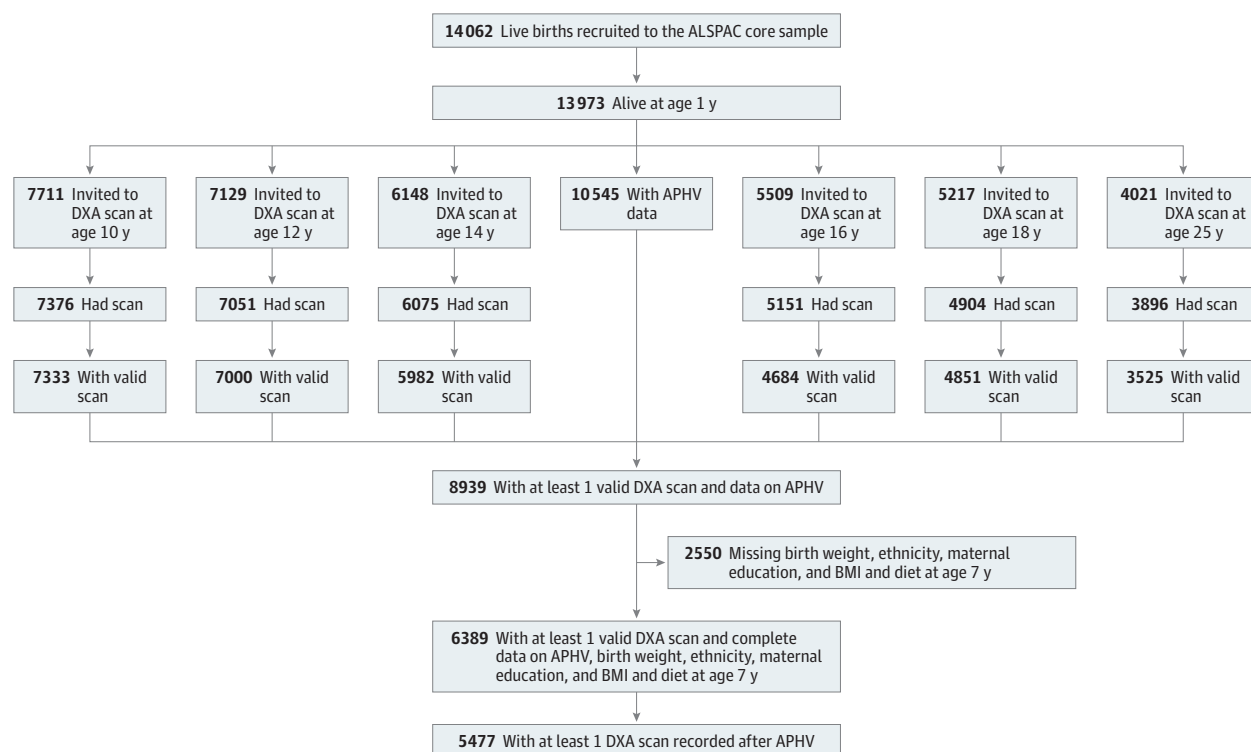 14062 Live births recruited to the ALSPAC core sample
13973 Alive at age 1 y
7711 Invited to
DXA scan at
age 10 y
7129 Invited to
DXA scan at
age 12 y
6148 Invited to
DXA scan at
age 14 y
10545 With APHV
data
5509 Invited to
DXA scan at
age 16 y
5217 Invited to
DXA scan at
age 18 y
4021 Invited to
DXA scan at
age 25 y
7376 Had scan
7051 Had scan
6075 Had scan
5151 Had scan
4904 Had scan
3896 Had scan
7333 With valid
scan
7000 With valid
scan
5982 With valid
scan
4684 With valid
scan
4851 With valid
scan
3525 With valid
scan
8939 With at least 1 valid DXA scan and data on APHV
2550 Missing birth weight, ethnicity, maternal
education, and BMI and diet at age 7 y
6389 With at least 1 valid DXA scan and complete
data on APHV, birth weight, ethnicity, maternal
education, and BMI and diet at age 7 y
5477 With at least 1 DXA scan recorded after APHV